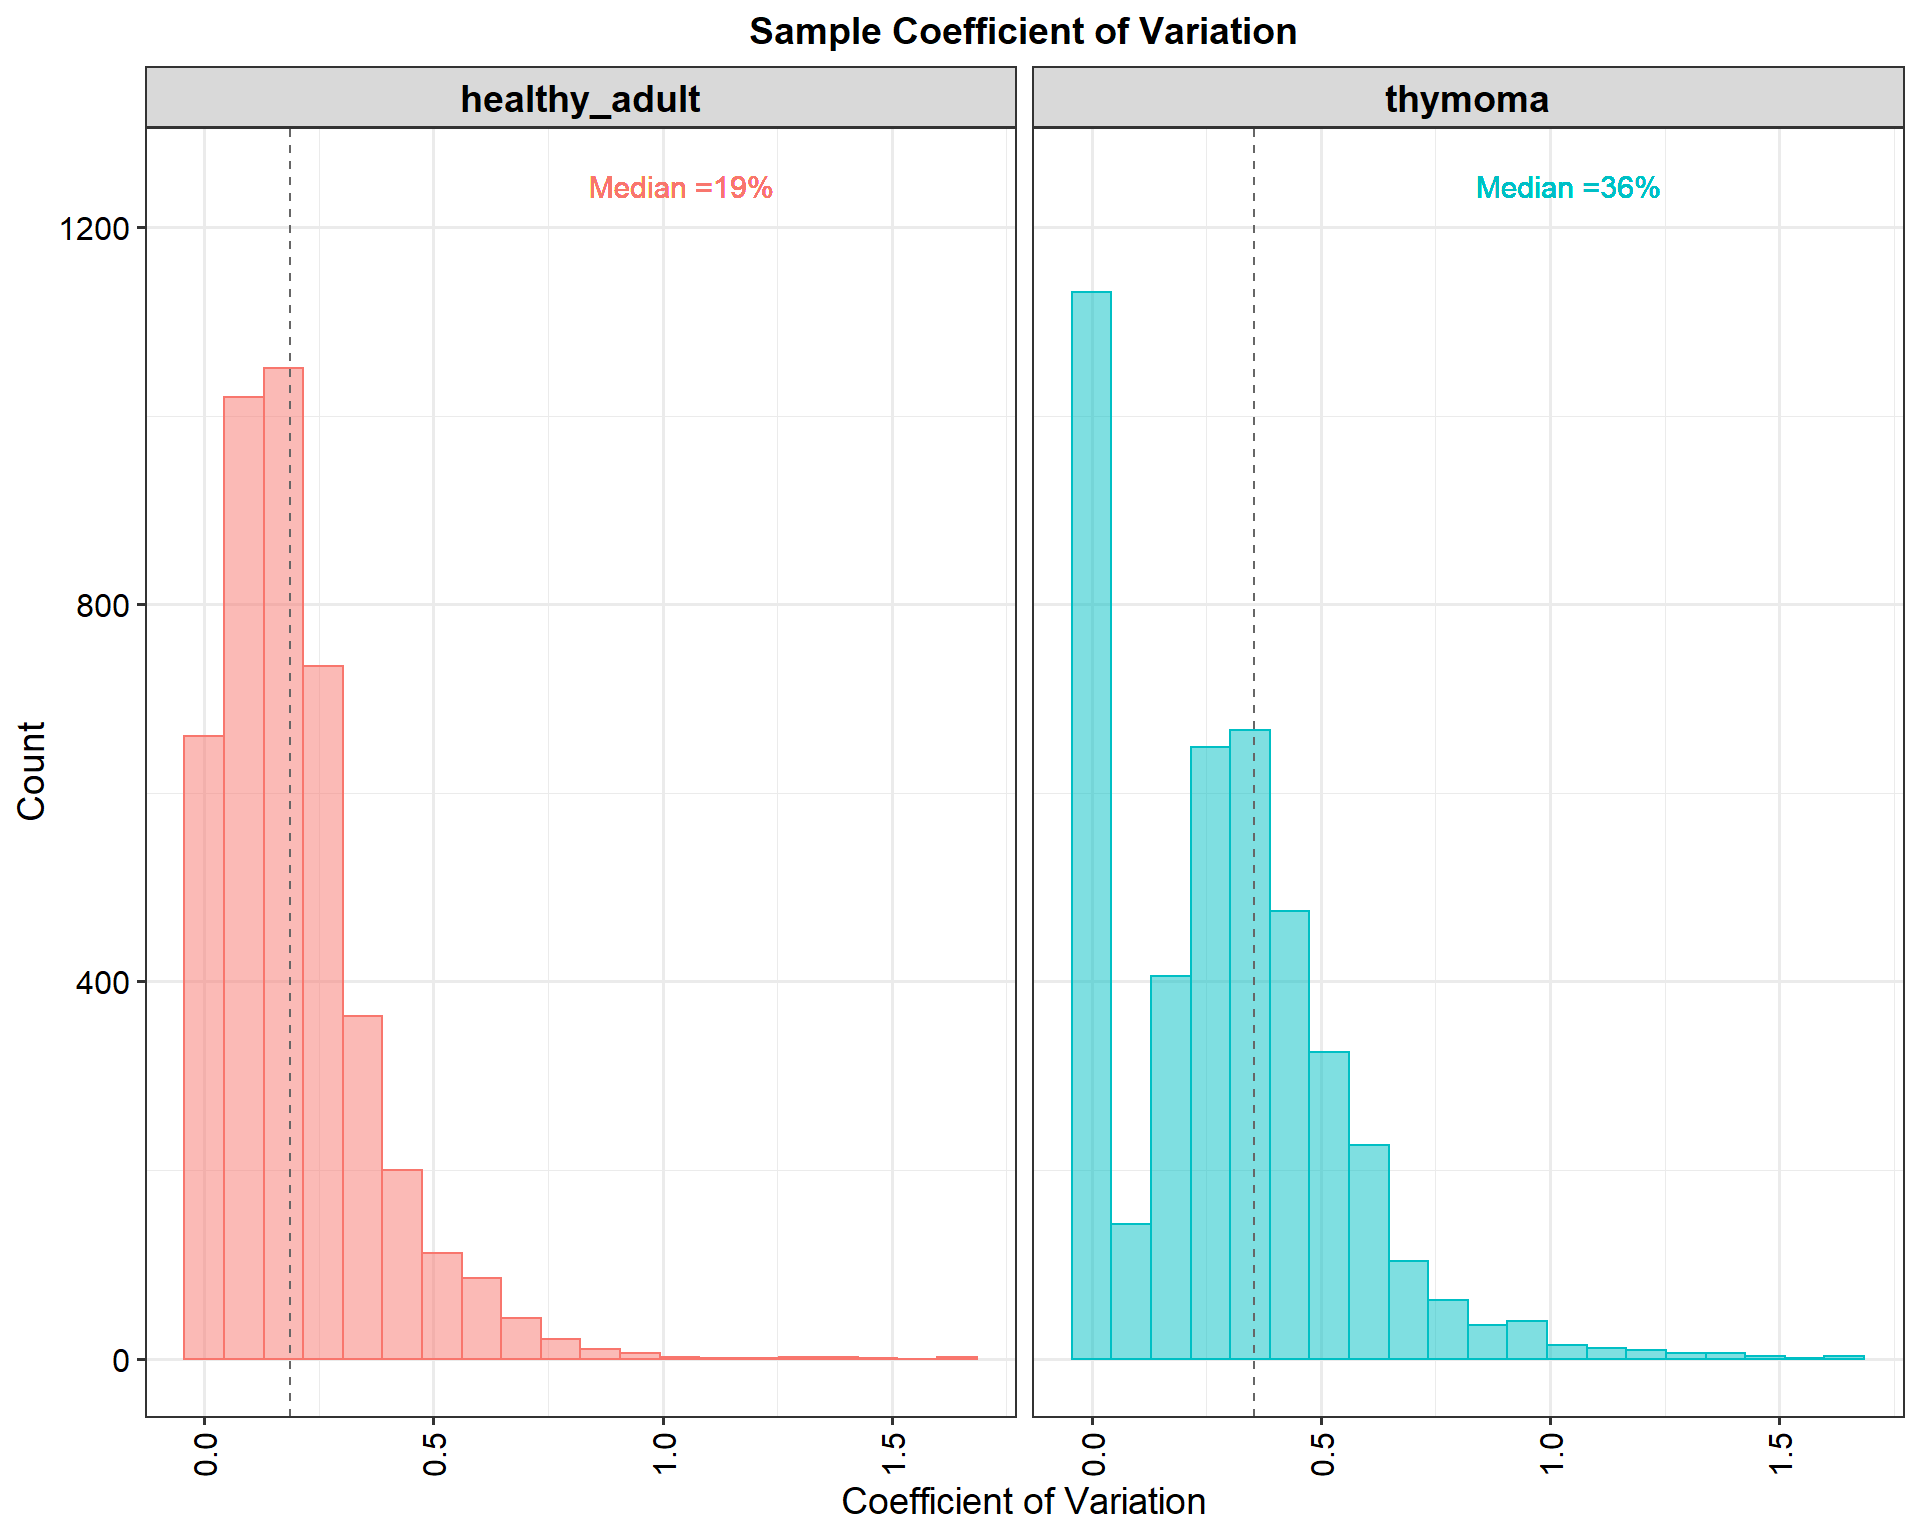 Sample Coefficient of Variation
healthy_adult
thymoma
Median =19%
Median =36%
1200
800
400
0
Count
0.0
0.5
1.0
1.5
0.0
0.5
1.0
1.5
Coefficient of Variation